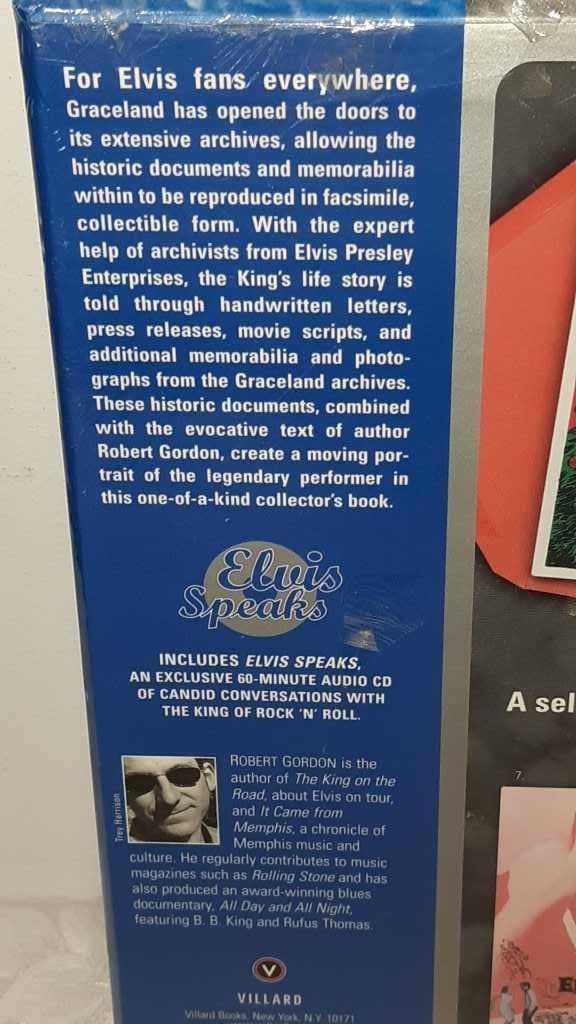 For Elvis fans everywhere,
Graceland has opened the doors to
its extensive archives, allowing the
historic documents and memorabilia
within to be reproduced in facsimile,
collectible form. With the expert
help of archivists from Elvis Presley
Enterprises, the King's life story is
told through handwritten letters,
press releases, movie scripts, and
additional memorabilia and photo-
graphs from the Graceland archives.
These historic documents, combined
with the evocative text of author
Robert Gordon, create a moving por-
trait of the legendary performer in
this one-of-a-kind collector's book.
Elvis
Speaks
INCLUDES ELVIS SPEAKS,
AN EXCLUSIVE 60-MINUTE AUDIO CD
OF CANDID CONVERSATIONS WITH
THE KING OF ROCK 'N' ROLL.
Trey Harrison
ROBERT GORDON is the
author of The King on the
Road, about Elvis on tour,
and It Came from
Memphis, a chronicle of
Memphis music and
culture. He regularly contributes to music
magazines such as Rolling Stone and has
also produced an award-winning blues
documentary, All Day and All Night,
featuring B. B. King and Rufus Thomas.
V
VILLARD
Villard Books, New York, N.Y. 10171
A sel
7.
E